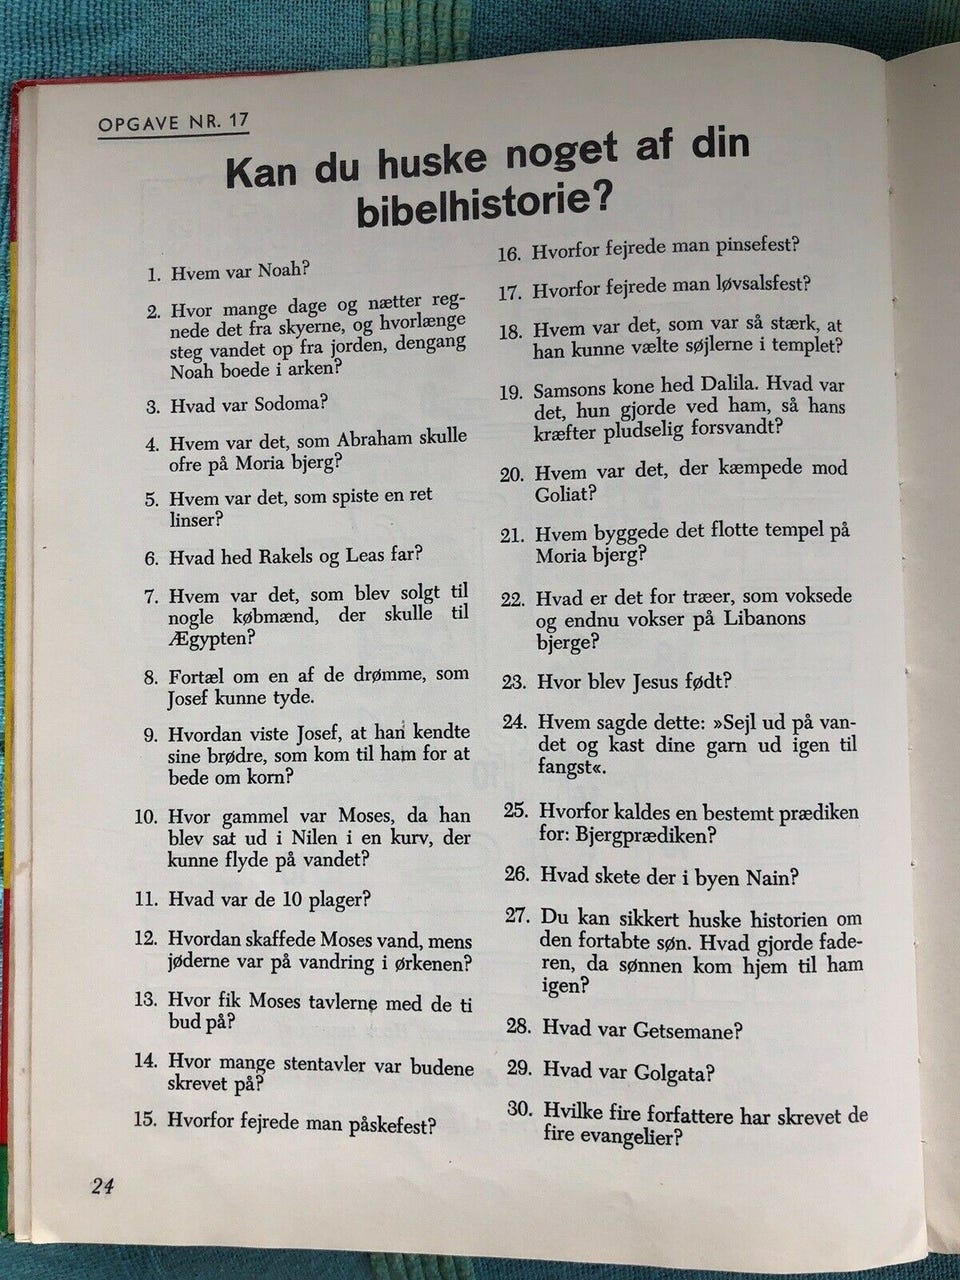 OPGAVE NR. 17
Kan du huske noget af din
bibelhistorie?
1. Hvem var Noah?
2. Hvor mange dage og nætter reg-
nede det fra skyerne, og hvorlænge
steg vandet op fra jorden, dengang
Noah boede i arken?
3. Hvad var Sodoma?
4. Hvem var det, som Abraham skulle
ofre på Moria bjerg?
5. Hvem var det, som spiste en ret
linser?
6. Hvad hed Rakels og Leas far?
7. Hvem var det, som blev solgt til
nogle købmænd, der skulle til
Ægypten?
8. Fortæl om en af de drømme, som
Josef kunne tyde.
9. Hvordan viste Josef, at han kendte
sine brødre, som kom til ham for at
bede om korn?
10. Hvor gammel var Moses, da han
blev sat ud i Nilen i en kurv, der
kunne flyde på vandet?
11. Hvad var de 10 plager?
12. Hvordan skaffede Moses vand, mens
jøderne var på vandring i ørkenen?
13. Hvor fik Moses tavlerne med de ti
bud på?
14. Hvor mange stentavler var budene
skrevet på?
15. Hvorfor fejrede man påskefest?
16. Hvorfor fejrede man pinsefest?
17. Hvorfor fejrede man løvsalsfest?
18. Hvem var det, som var så stærk, at
han kunne vælte søjlerne i templet?
19. Samsons kone hed Dalila. Hvad var
det, hun gjorde ved ham, så hans
kræfter pludselig forsvandt?
20. Hvem var det, der kæmpede mod
Goliat?
21. Hvem byggede det flotte tempel på
Moria bjerg?
22. Hvad er det for træer, som voksede
og endnu vokser på Libanons
bjerge?
23. Hvor blev Jesus født?
24. Hvem sagde dette: »Sejl ud på van-
det og kast dine garn ud igen til
fangst«.
25. Hvorfor kaldes en bestemt prædiken
for: Bjergprædiken?
26. Hvad skete der i byen Nain?
27. Du kan sikkert huske historien om
den fortabte søn. Hvad gjorde fade-
ren, da sønnen kom hjem til ham
igen?
28. Hvad var Getsemane?
29. Hvad var Golgata?
30. Hvilke fire forfattere har skrevet de
fire evangelier?
24